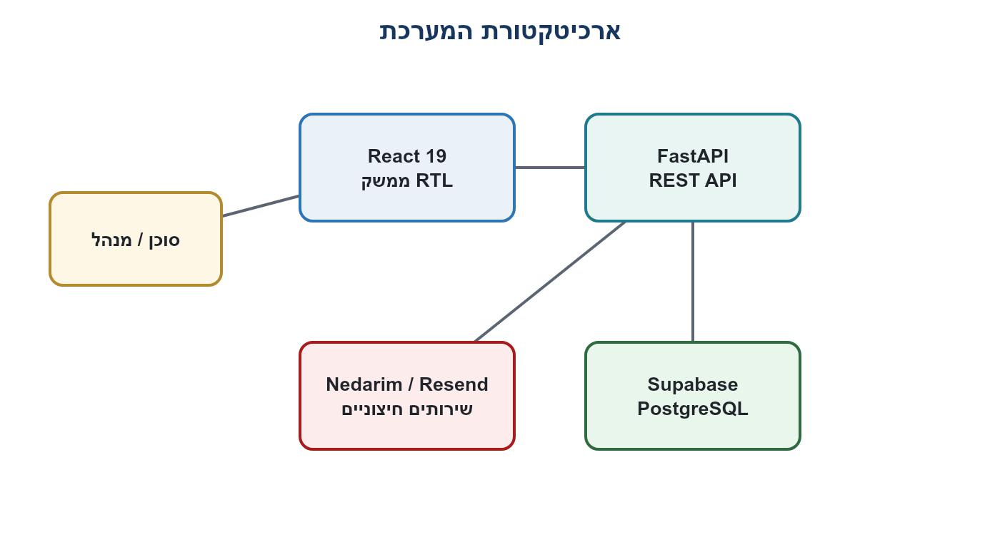 ארכיטקטורת המערכת
React 19
ממשק RTL
FastAPI
REST API
סוכן / מנהל
Nedarim / Resend
שירותים חיצוניים
Supabase
PostgreSQL